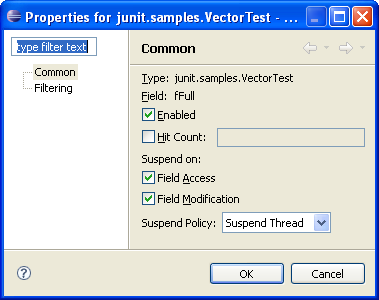 Properties for junit.samples.VectorTest - ...
type filter text
Common
Filtering
Common
Type: junit.samples.VectorTest
Field: fFull
Enabled
Hit Count:
Suspend on:
Field Access
Field Modification
Suspend Policy: Suspend Thread
?
OK Cancel